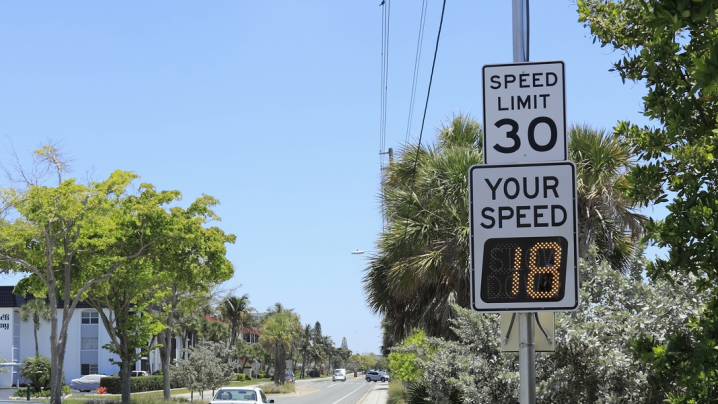 SPEED
LIMIT
30
YOUR
SPEED
18